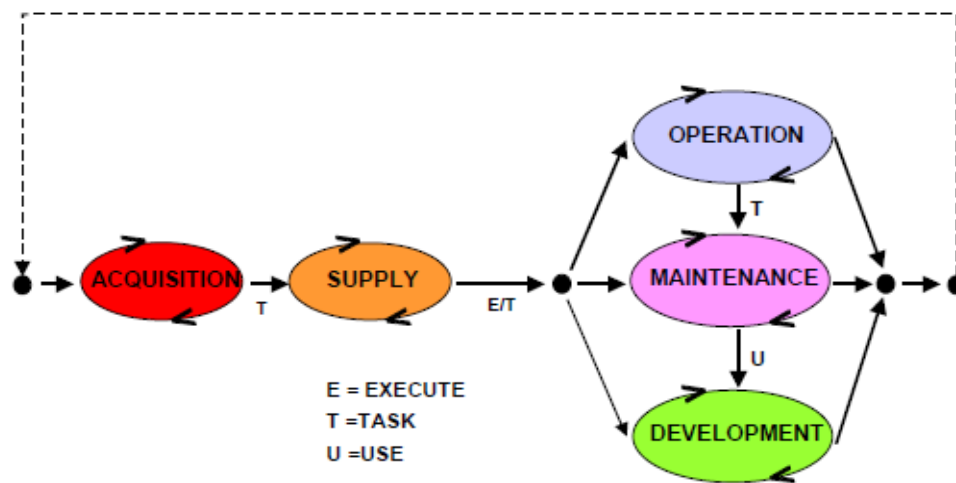 OPERATION
T
ACQUISITION
T
SUPPLY
E/T
MAINTENANCE
U
E = EXECUTE
T =TASK
U =USE
DEVELOPMENT